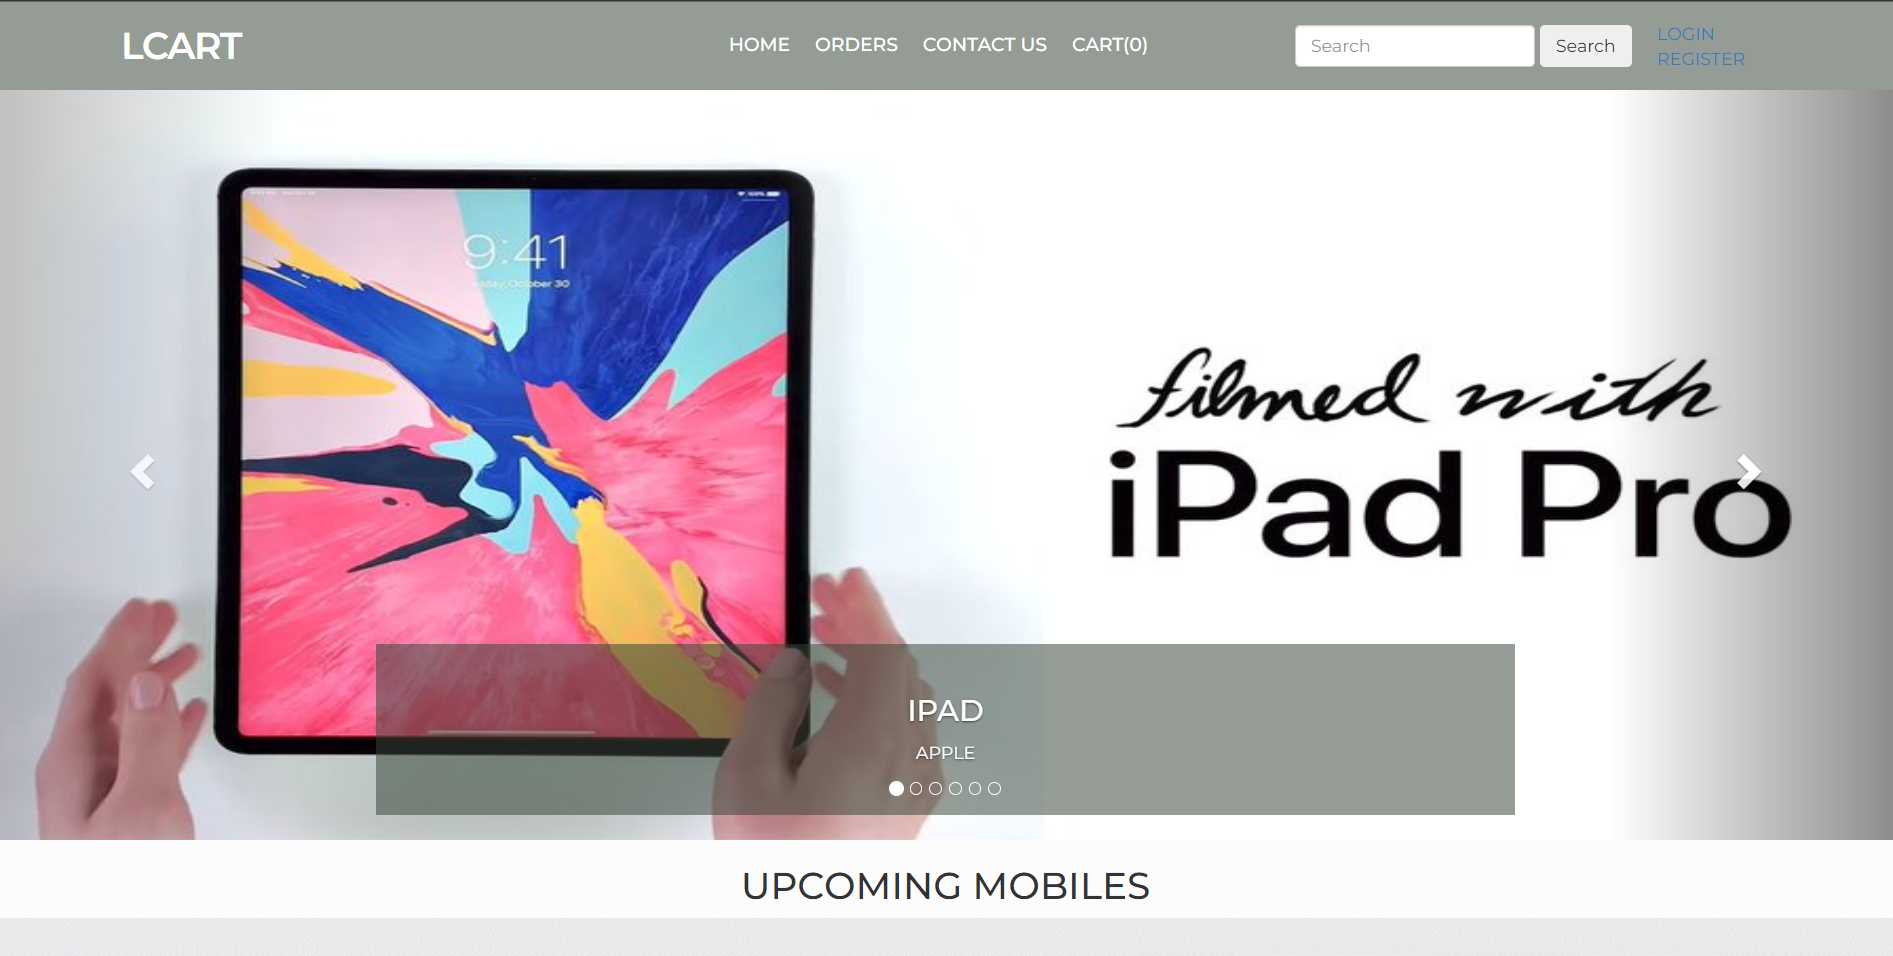 LCART
HOME ORDERS CONTACT US CART(0)
Search Search
LOGIN
REGISTER
9:41
October 30
100%
filmed with
iPad Pro
IPAD
APPLE
UPCOMING MOBILES